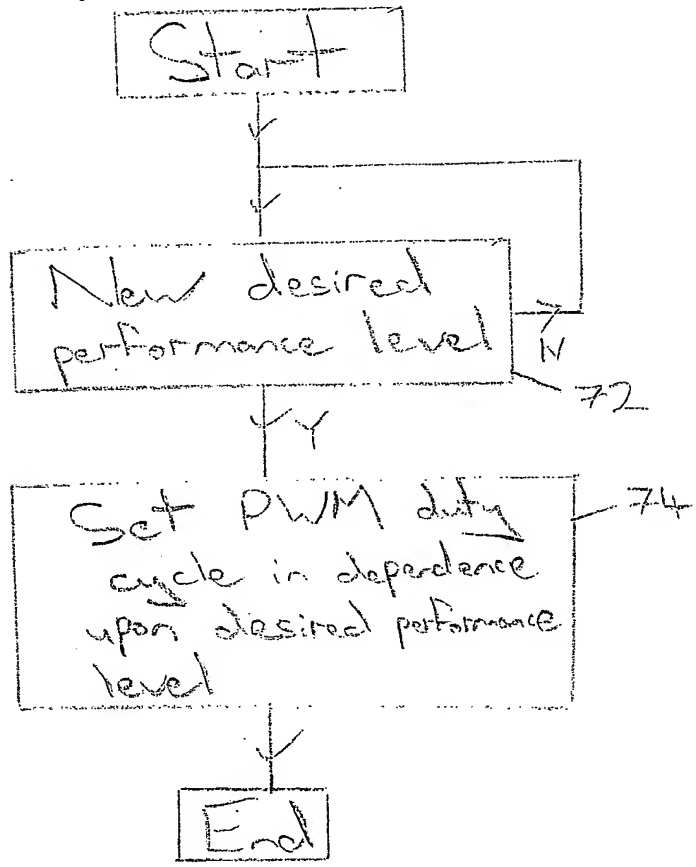 Start
New desired
performance level
N
72
Y
Set PWM duty
cycle in dependence
upon desired performance
level
74
End